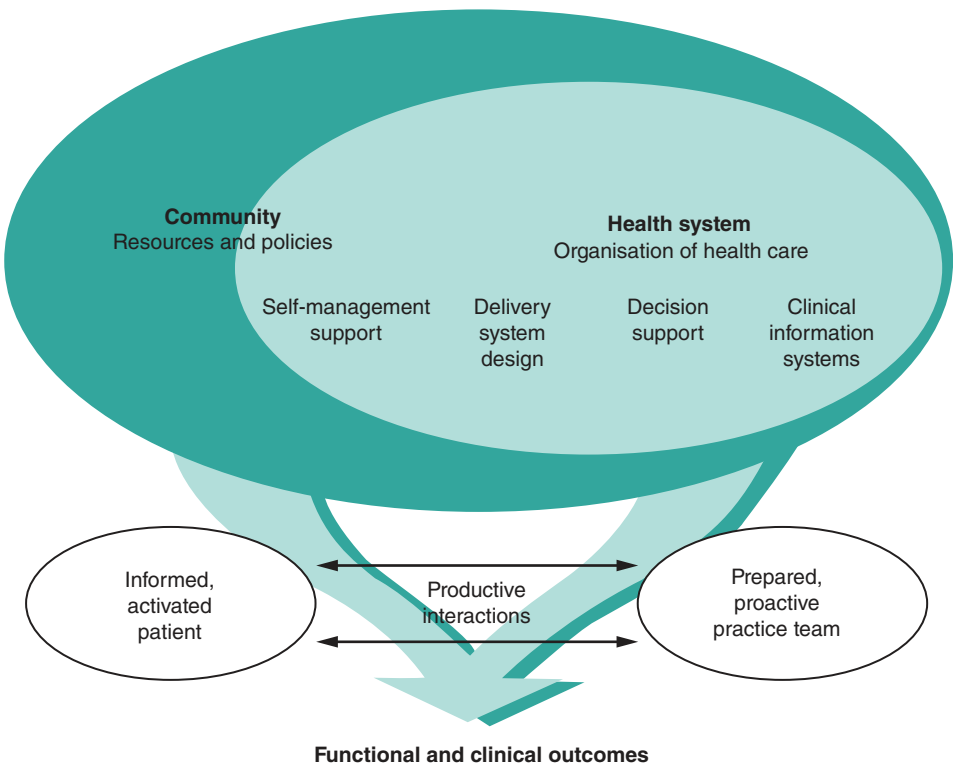 Community
Resources and policies
Health system
Organisation of health care
Self-management
support
Delivery
system
design
Decision
support
Clinical
information
systems
Informed,
activated
patient
Productive
interactions
Prepared,
proactive
practice team
Functional and clinical outcomes